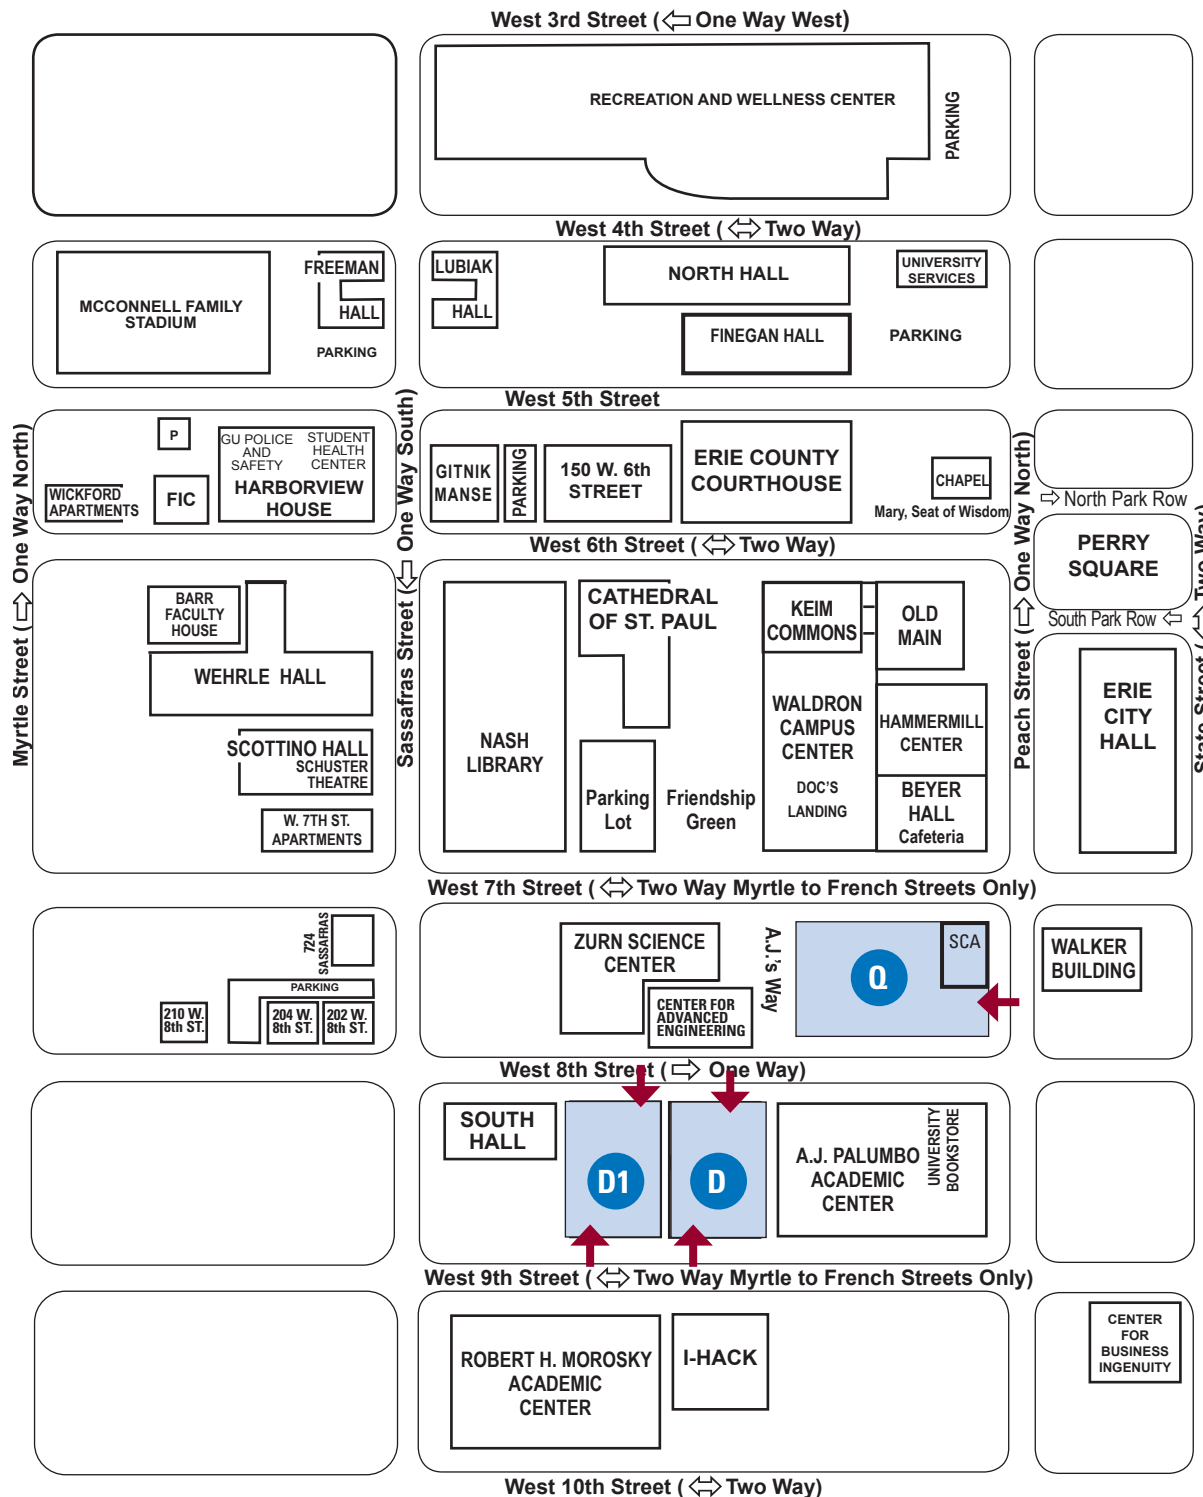 West 3rd Street (⇦ One Way West)
RECREATION AND WELLNESS CENTER
PARKING
West 4th Street (⇔ Two Way)
MCCONNELL FAMILY
STADIUM
FREEMAN
HALL
PARKING
LUBIAK
HALL
NORTH HALL
FINEGAN HALL
UNIVERSITY
SERVICES
PARKING
West 5th Street
P
WICKFORD
APARTMENTS
FIC
GU POLICE
AND
SAFETY
STUDENT
HEALTH
CENTER
HARBORVIEW
HOUSE
GITNIK
MANSE
PARKING
150 W. 6th
STREET
ERIE COUNTY
COURTHOUSE
CHAPEL
Mary, Seat of Wisdom
⇨ North Park Row
PERRY
SQUARE
South Park Row ⇦
West 6th Street (⇔ Two Way)
Myrtle Street (⇨ One Way North)
Sassafras Street (⇦ One Way South)
Peach Street (⇨ One Way North)
State Street (⇔ Two Way)
BARR
FACULTY
HOUSE
WEHRLE HALL
SCOTTINO HALL
SCHUSTER
THEATRE
W. 7TH ST.
APARTMENTS
NASH
LIBRARY
CATHEDRAL
OF ST. PAUL
Parking
Lot
Friendship
Green
KEIM
COMMONS
OLD
MAIN
WALDRON
CAMPUS
CENTER
DOC'S
LANDING
HAMMERMILL
CENTER
BEYER
HALL
Cafeteria
ERIE
CITY
HALL
West 7th Street (⇔ Two Way Myrtle to French Streets Only)
724
SASSAFRAS
PARKING
210 W.
8th ST.
204 W.
8th ST.
202 W.
8th ST.
ZURN SCIENCE
CENTER
CENTER FOR
ADVANCED
ENGINEERING
A.J.'s Way
Q
SCA
WALKER
BUILDING
West 8th Street (⇨ One Way)
SOUTH
HALL
D1
D
A.J. PALUMBO
ACADEMIC
CENTER
UNIVERSITY
BOOKSTORE
West 9th Street (⇔ Two Way Myrtle to French Streets Only)
ROBERT H. MOROSKY
ACADEMIC
CENTER
I-HACK
CENTER
FOR
BUSINESS
INGENUITY
West 10th Street (⇔ Two Way)